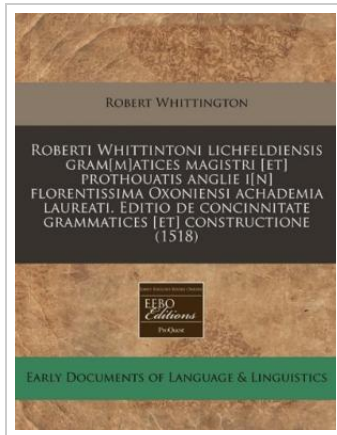 Robert Whittington
Roberti Whittintoni lichfeldiensis
gram[m]atices magistri [et]
prothouatis anglie i[n]
florentissima Oxoniensi achademia
laureati. Editio de concinnitate
grammatices [et] constructione
(1518)
EEBO
Editions
ProQuest
Early Documents of Language & Linguistics